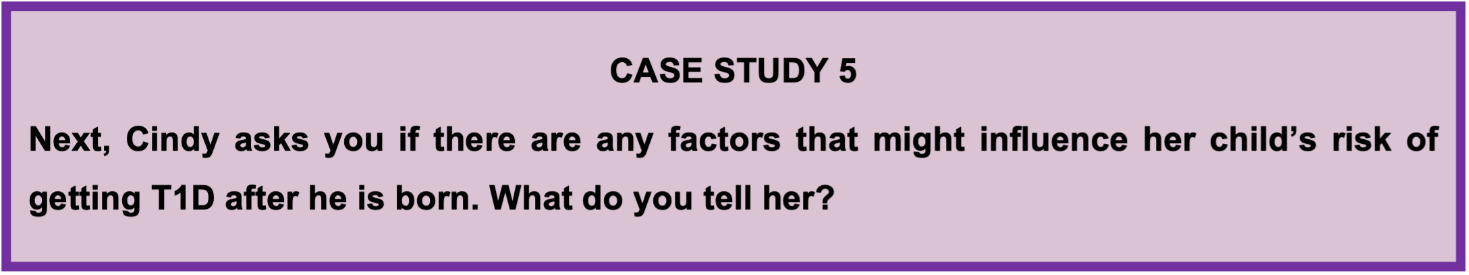 CASE STUDY 5
Next, Cindy asks you if there are any factors that might influence her child’s risk of
getting T1D after he is born. What do you tell her?